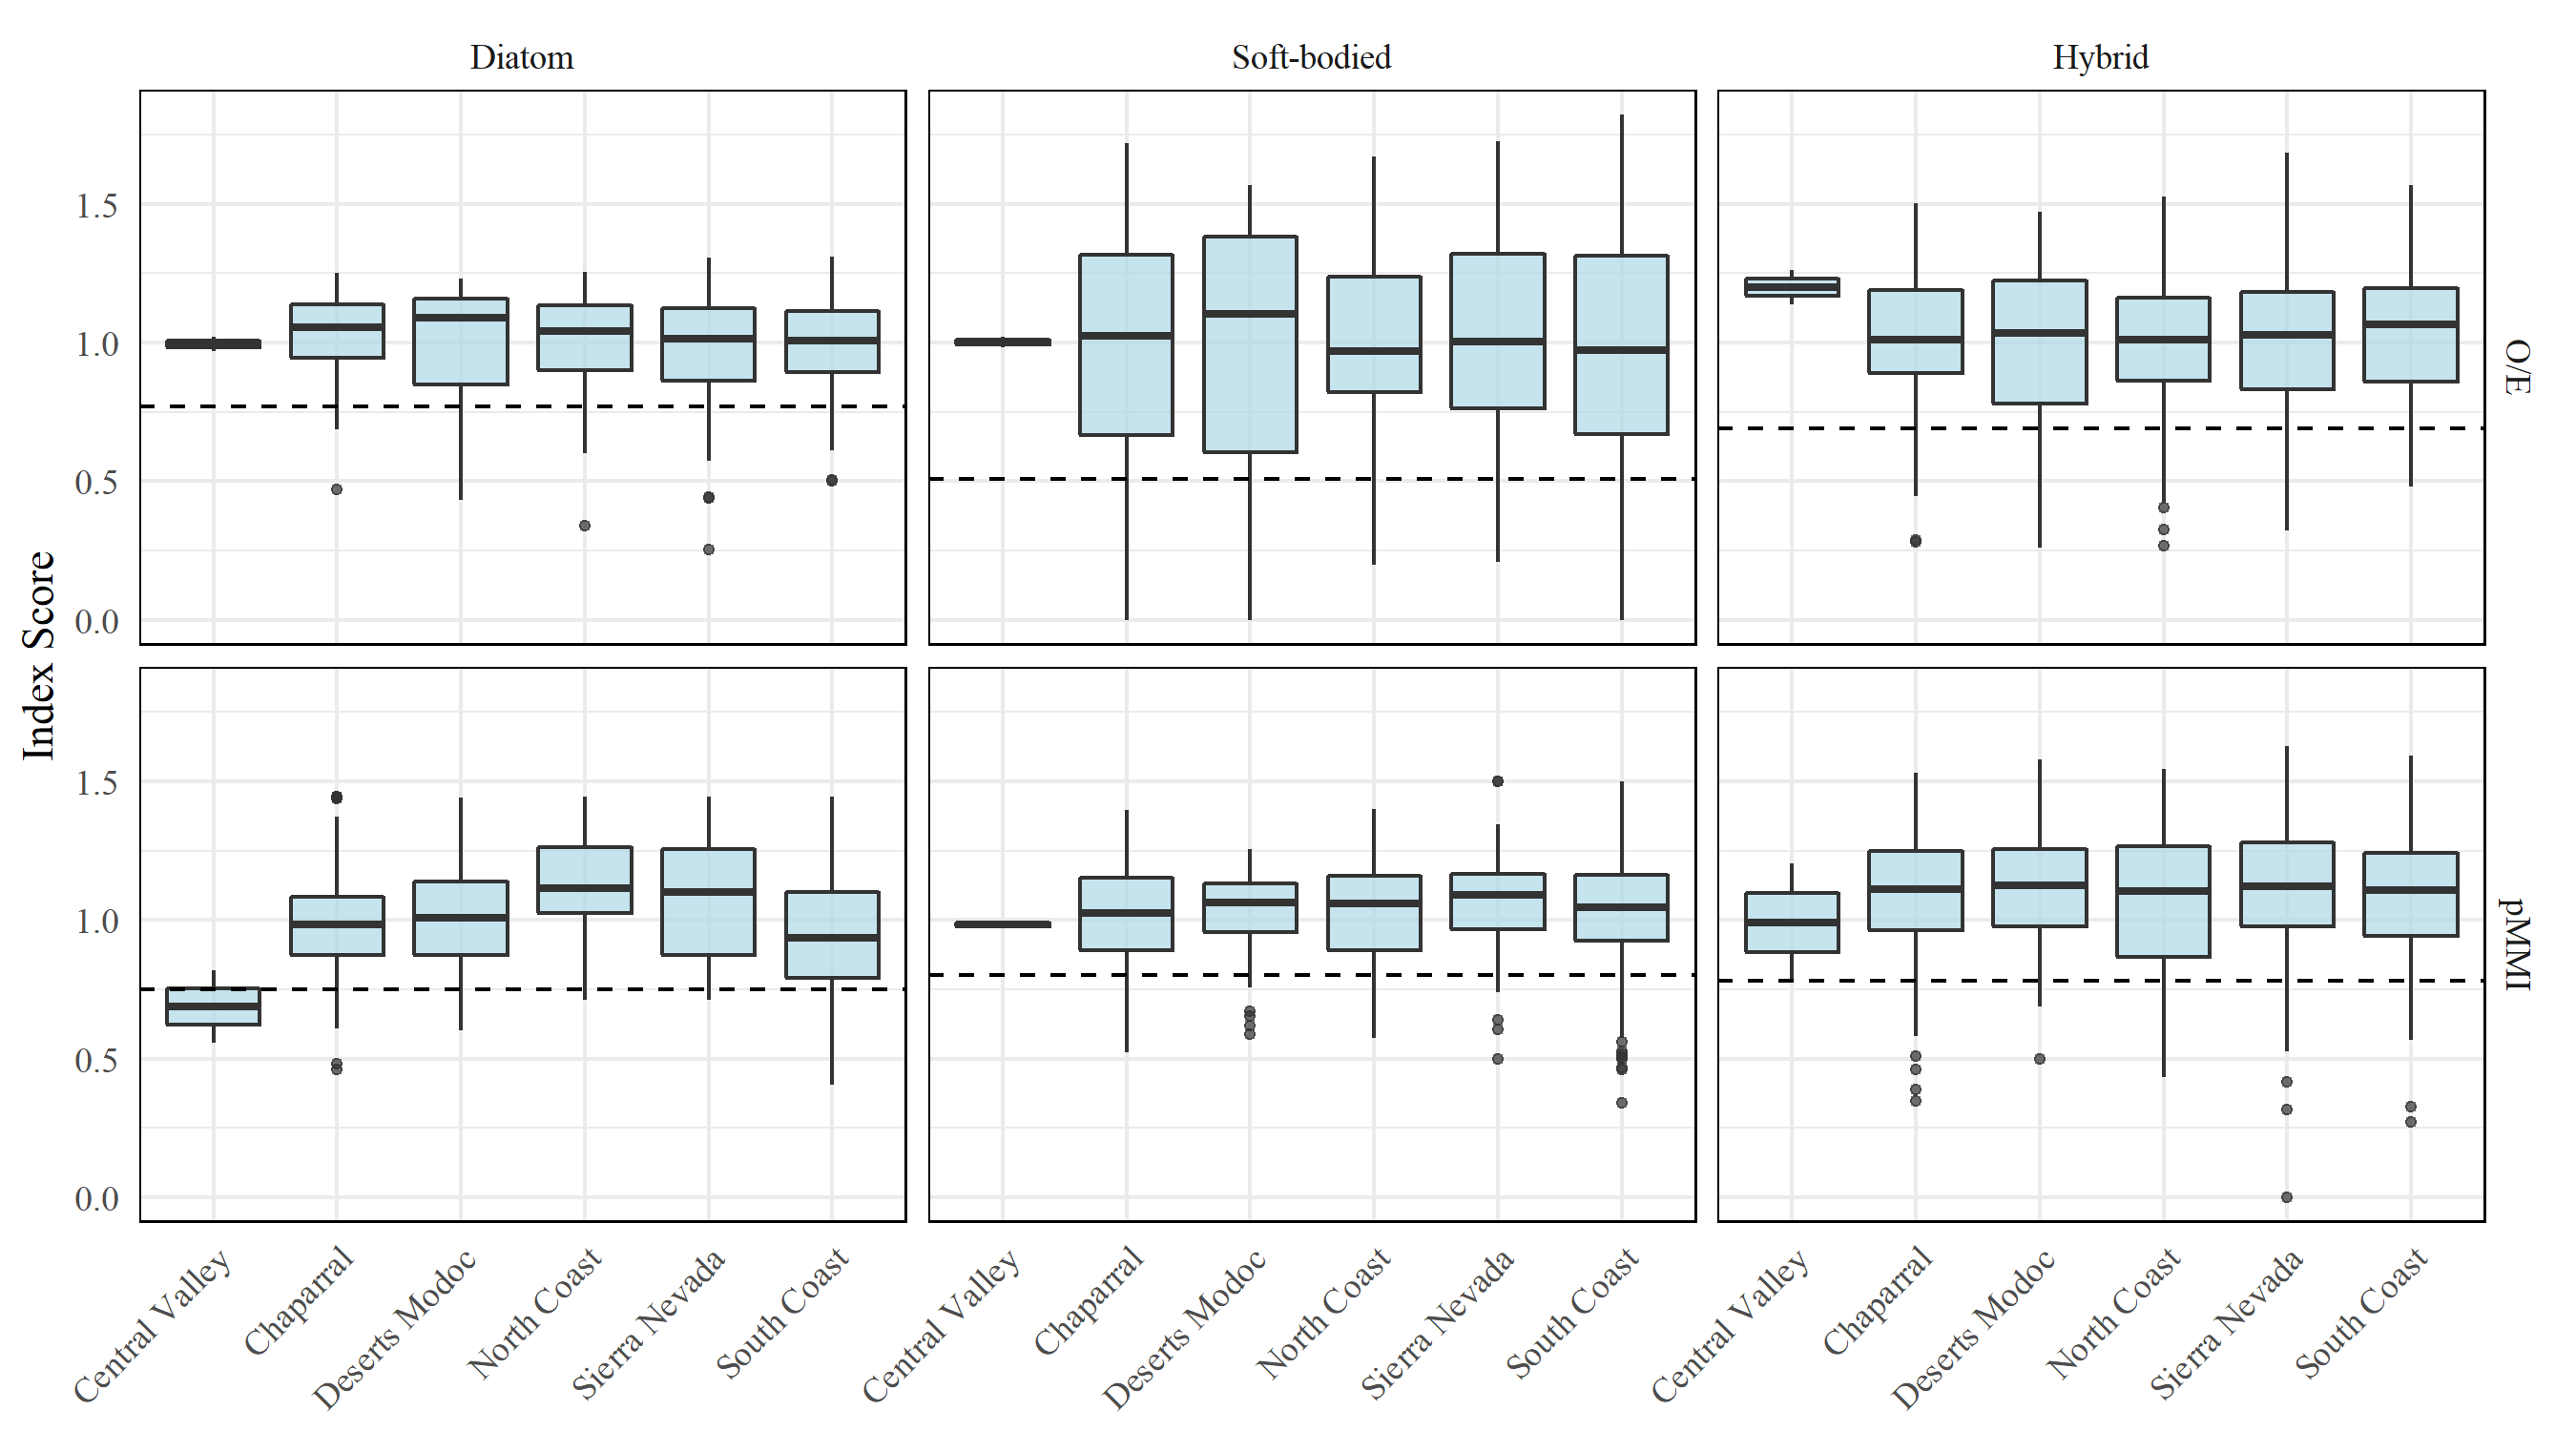 Diatom
Soft-bodied
Hybrid
Index Score
1.5
1.0
0.5
0.0
O/E
1.5
1.0
0.5
0.0
pMMI
Central Valley
Chaparral
Deserts Modoc
North Coast
Sierra Nevada
South Coast
Central Valley
Chaparral
Deserts Modoc
North Coast
Sierra Nevada
South Coast
Central Valley
Chaparral
Deserts Modoc
North Coast
Sierra Nevada
South Coast